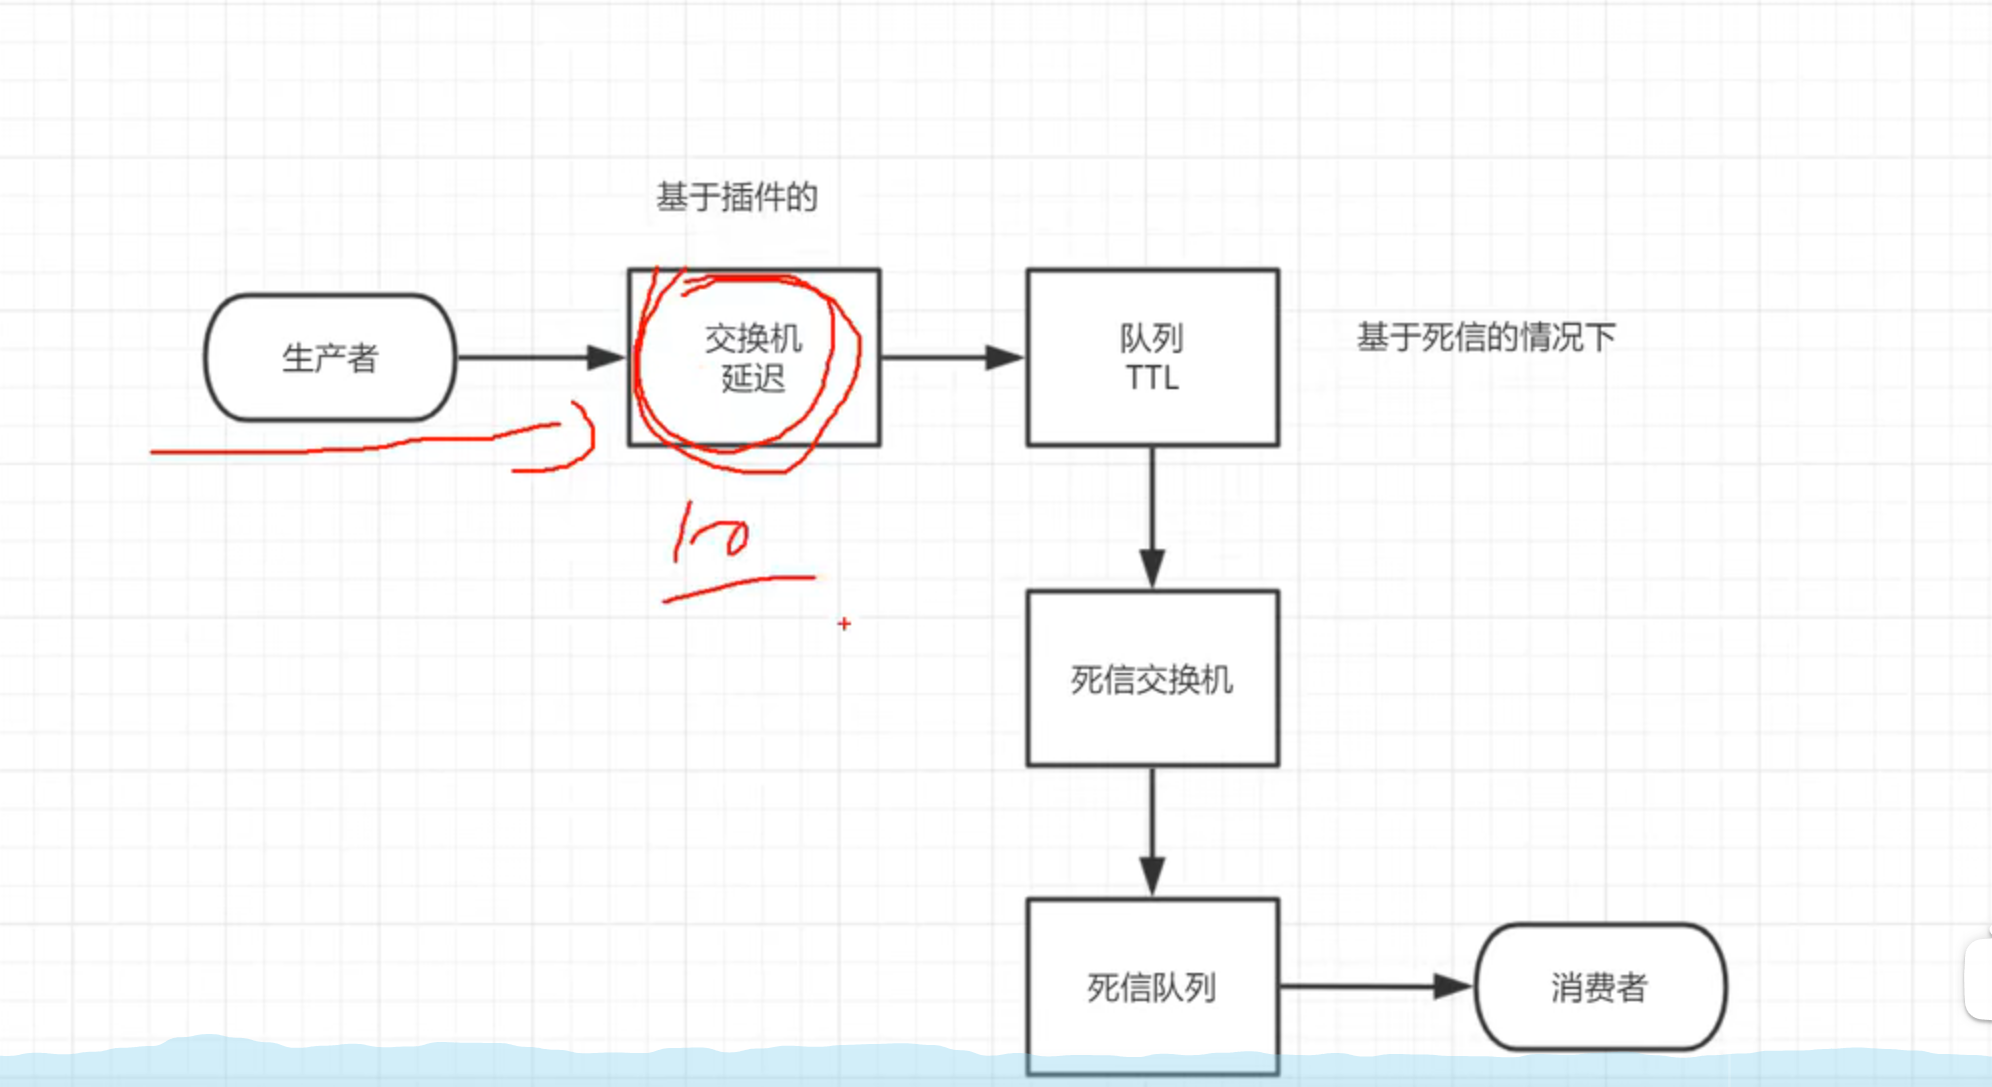 基于插件的
生产者
交换机
延迟
队列
TTL
基于死信的情况下
死信交换机
死信队列
消费者